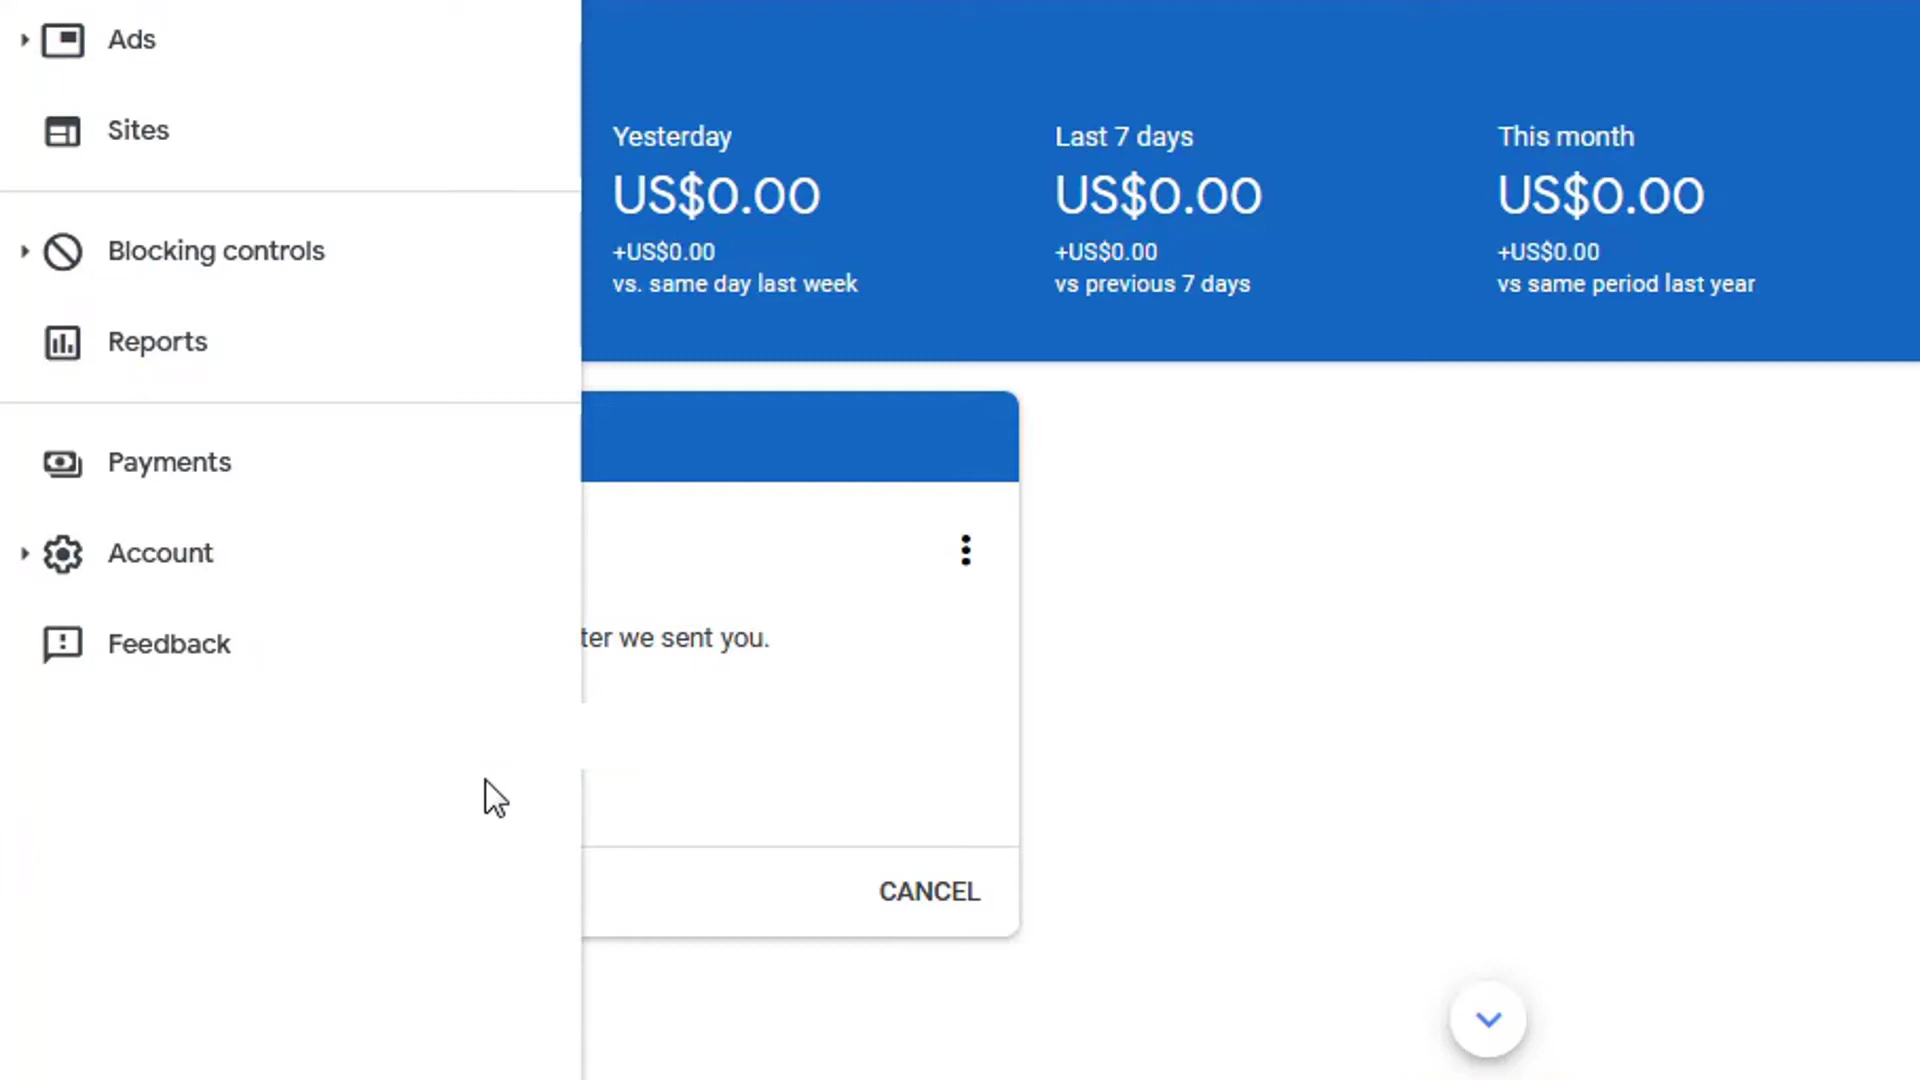 Ads
Sites
Blocking controls
Reports
Payments
Account
Feedback
Yesterday
US$0.00
+US$0.00
vs. same day last week
Last 7 days
US$0.00
+US$0.00
vs previous 7 days
This month
US$0.00
+US$0.00
vs same period last year
ter we sent you.
CANCEL